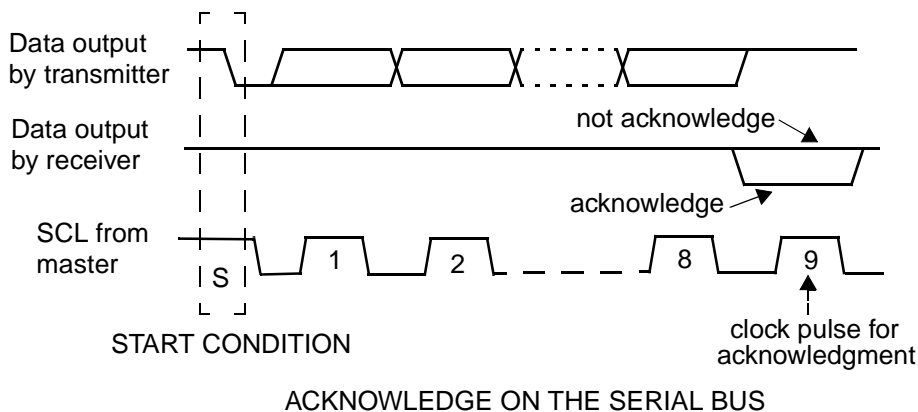 Data output
by transmitter
Data output
by receiver
not acknowledge
acknowledge
SCL from
master
S
1
2
8
9
START CONDITION
clock pulse for
acknowledgment
ACKNOWLEDGE ON THE SERIAL BUS